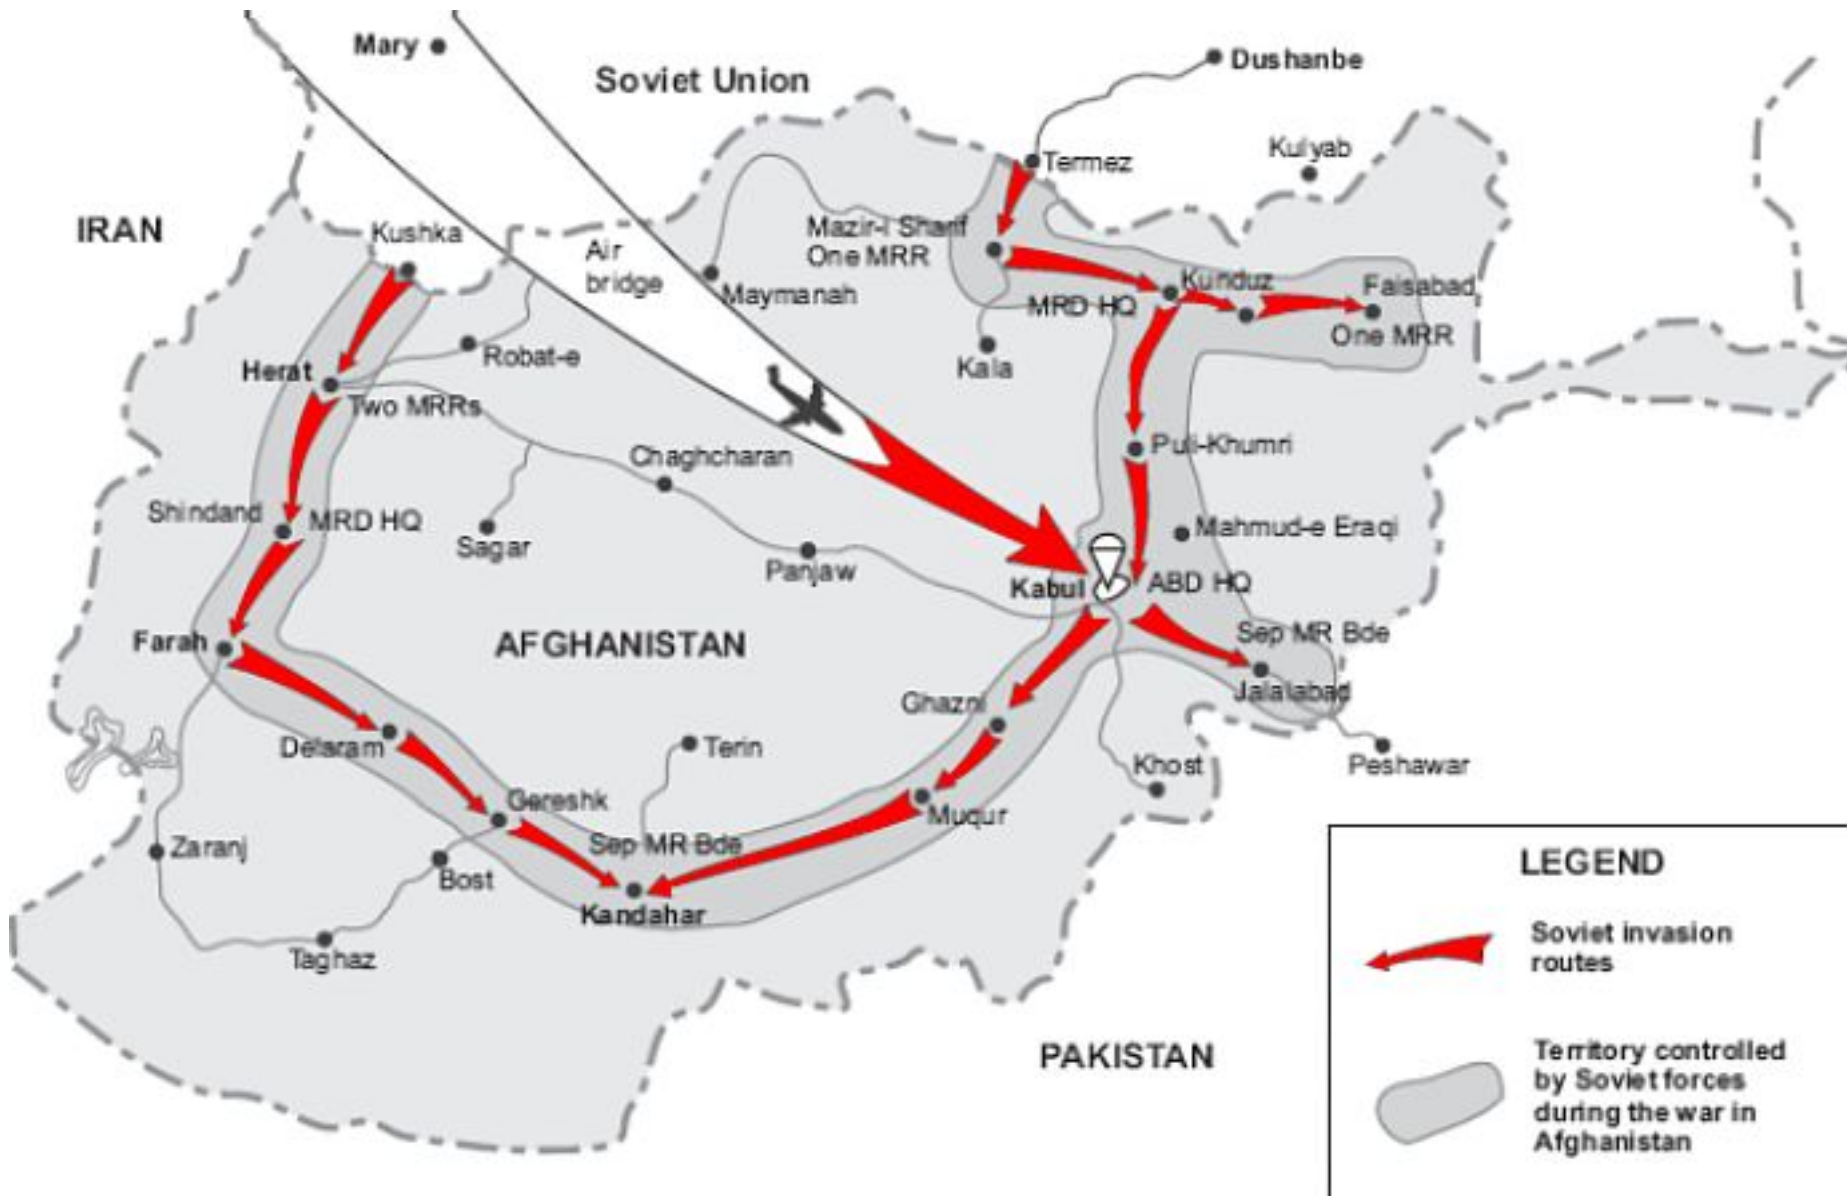 Mary
Soviet Union
Dushanbe
Termez
Kulyab
IRAN
Kushka
Air
bridge
Mazir-i Sharif
One MRR
Maymanah
Kunduz
MRD HQ
Faisabad
One MRR
Robat-e
Kala
Herat
Two MRRs
Chaghcharan
Puli-Khumri
Shindand
MRD HQ
Sagar
Panjaw
Mahmud-e Eraqi
Kabul
ABD HQ
Farah
AFGHANISTAN
Sep MR Bde
Jalalabad
Ghazni
Delaram
Terin
Khost
Peshawar
Gereshk
Muqur
Zaranj
Bost
Sep MR Bde
Kandahar
Taghaz
PAKISTAN
LEGEND
Soviet invasion
routes
Territory controlled
by Soviet forces
during the war in
Afghanistan